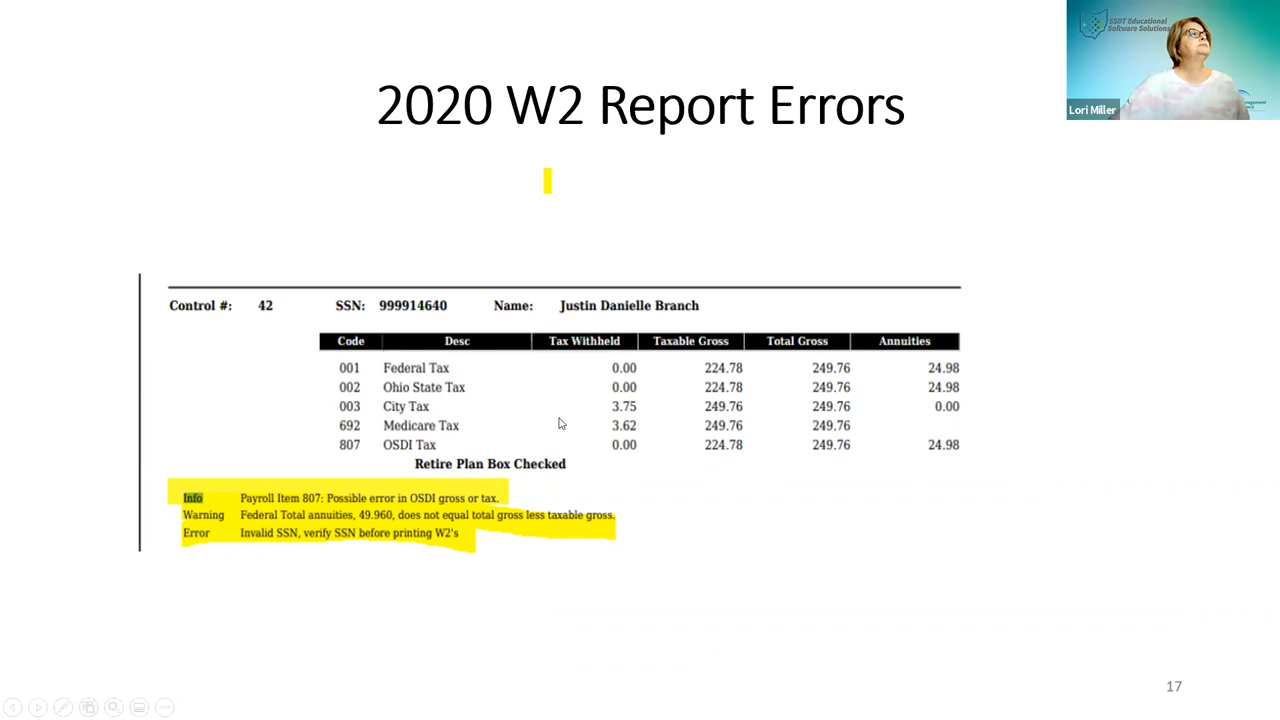 SSDT Educational
Software Solutions
Lori Miller
2020 W2 Report Errors
Control #: 42 SSN: 999914640 Name: Justin Danielle Branch
Code Desc Tax Withheld Taxable Gross Total Gross Annuities
001 Federal Tax 0.00 224.78 249.76 24.98
002 Ohio State Tax 0.00 224.78 249.76 24.98
003 City Tax 3.75 249.76 249.76 0.00
692 Medicare Tax 3.62 249.76 249.76
807 OSDI Tax 0.00 224.78 249.76 24.98
Retire Plan Box Checked
Info Payroll Item 807: Possible error in OSDI gross or tax.
Warning Federal Total annuities, 49.960, does not equal total gross less taxable gross.
Error Invalid SSN, verify SSN before printing W2's
17